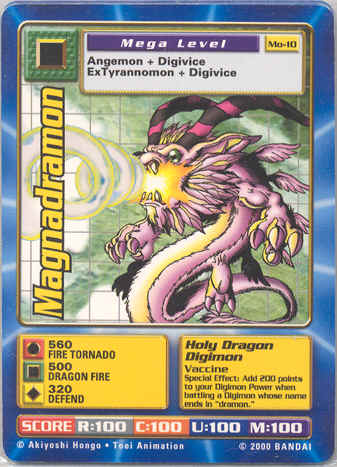 Mega Level
Mo-10
Angemon + Digivice
ExTyrannomon + Digivice
Magnadramon
560
FIRE TORNADO
500
DRAGON FIRE
320
DEFEND
Holy Dragon
Digimon
Vaccine
Special Effect: Add 200 points
to your Digimon Power when
battling a Digimon whose name
ends in "dramon."
SCORE R:100 C:100 U:100 M:100
© Akiyoshi Hongo • Toei Animation © 2000 BANDAI